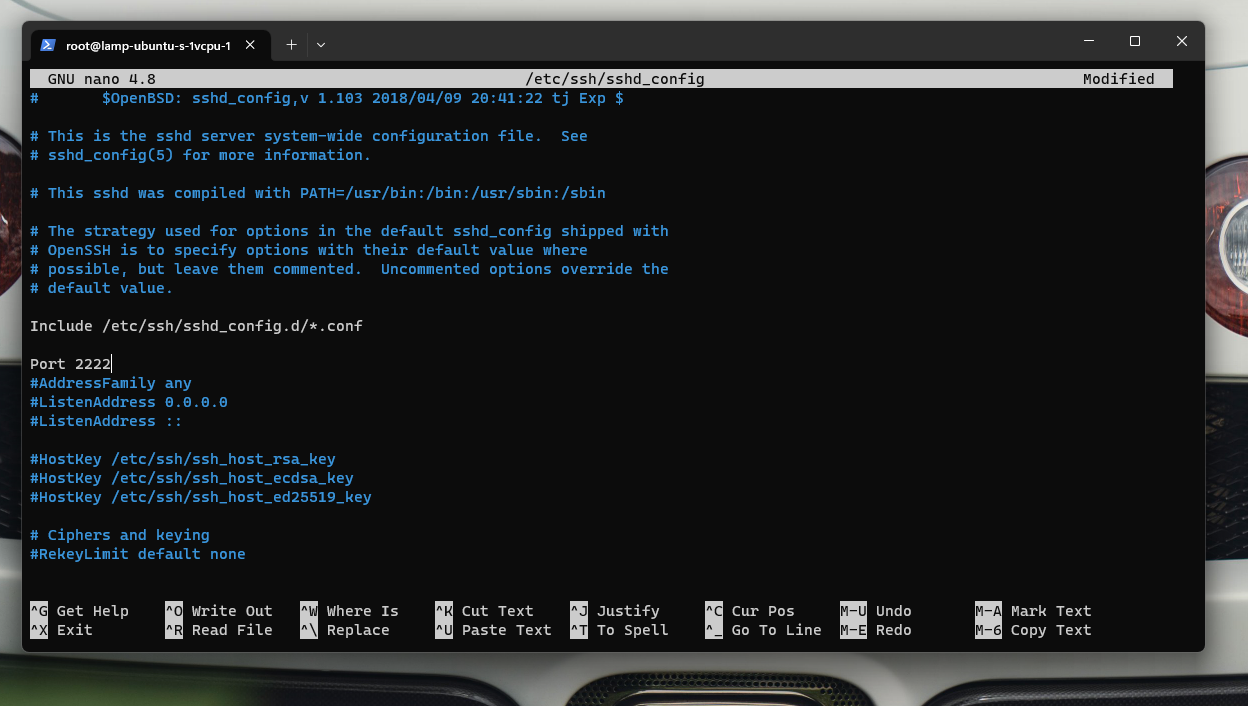 root@lamp-ubuntu-s-1vcpu-1
GNU nano 4.8 /etc/ssh/sshd_config Modified
# $OpenBSD: sshd_config,v 1.103 2018/04/09 20:41:22 tj Exp $
# This is the sshd server system-wide configuration file. See
# sshd_config(5) for more information.
# This sshd was compiled with PATH=/usr/bin:/bin:/usr/sbin:/sbin
# The strategy used for options in the default sshd_config shipped with
# OpenSSH is to specify options with their default value where
# possible, but leave them commented. Uncommented options override the
# default value.
Include /etc/ssh/sshd_config.d/*.conf
Port 2222
#AddressFamily any
#ListenAddress 0.0.0.0
#ListenAddress ::
#HostKey /etc/ssh/ssh_host_rsa_key
#HostKey /etc/ssh/ssh_host_ecdsa_key
#HostKey /etc/ssh/ssh_host_ed25519_key
# Ciphers and keying
#RekeyLimit default none
^G Get Help ^O Write Out ^W Where Is ^K Cut Text ^J Justify ^C Cur Pos M-U Undo M-A Mark Text
^X Exit ^R Read File ^\ Replace ^U Paste Text ^T To Spell ^_ Go To Line M-E Redo M-6 Copy Text